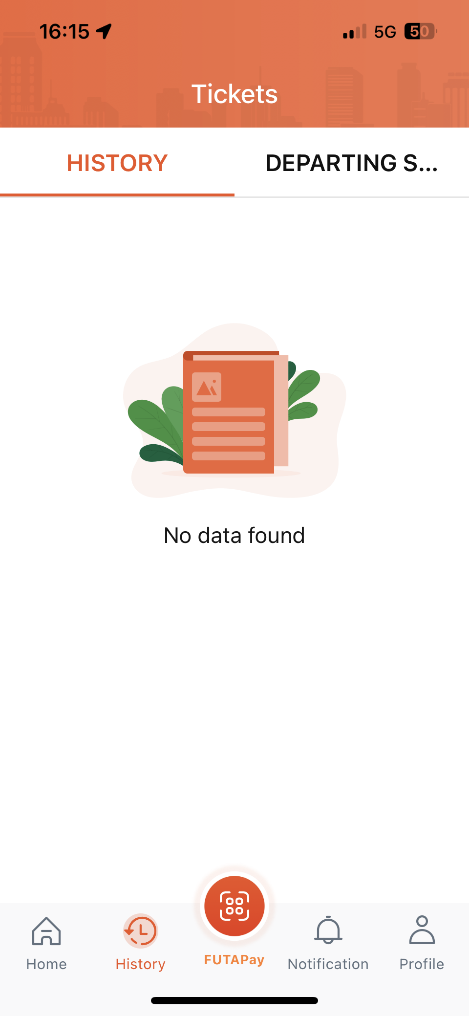 16:15 5G 50
Tickets
HISTORY DEPARTING S...
No data found
Home History FUTAPay Notification Profile